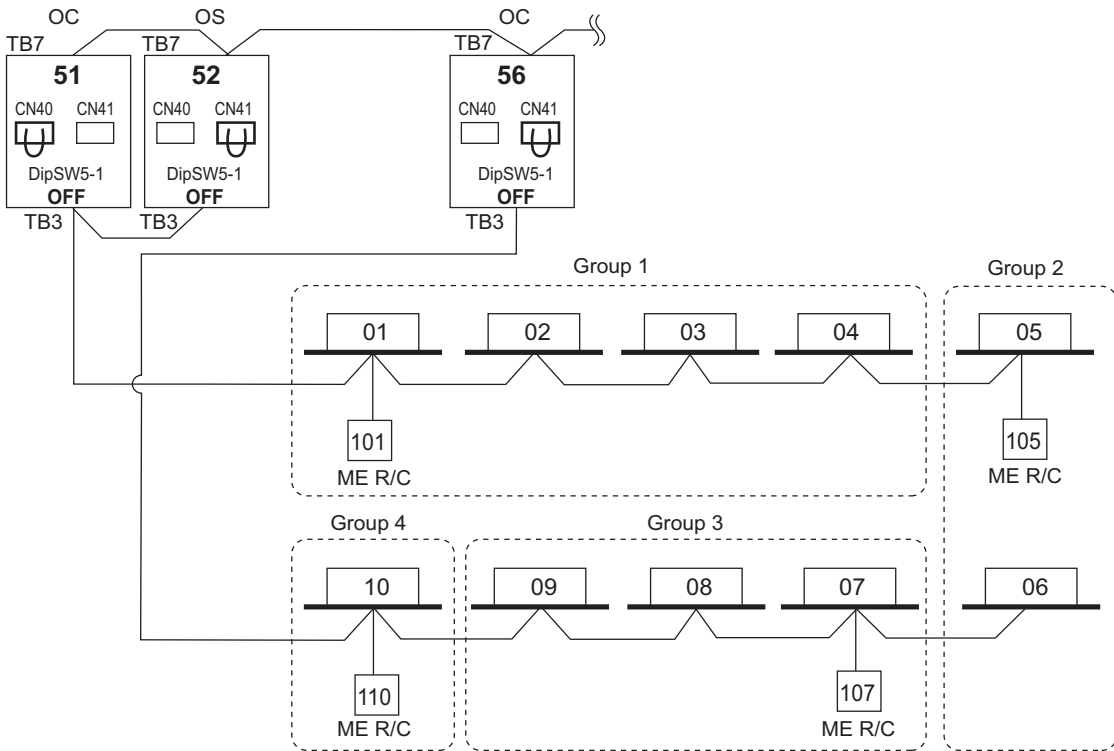 OC OS OC
TB7 TB7 TB7
51 52 56
CN40 CN41 CN40 CN41 CN40 CN41
DipSW5-1 DipSW5-1 DipSW5-1
OFF OFF OFF
TB3 TB3 TB3
Group 1 Group 2
01 02 03 04 05
101 105
ME R/C ME R/C
Group 4 Group 3
10 09 08 07 06
110 107
ME R/C ME R/C